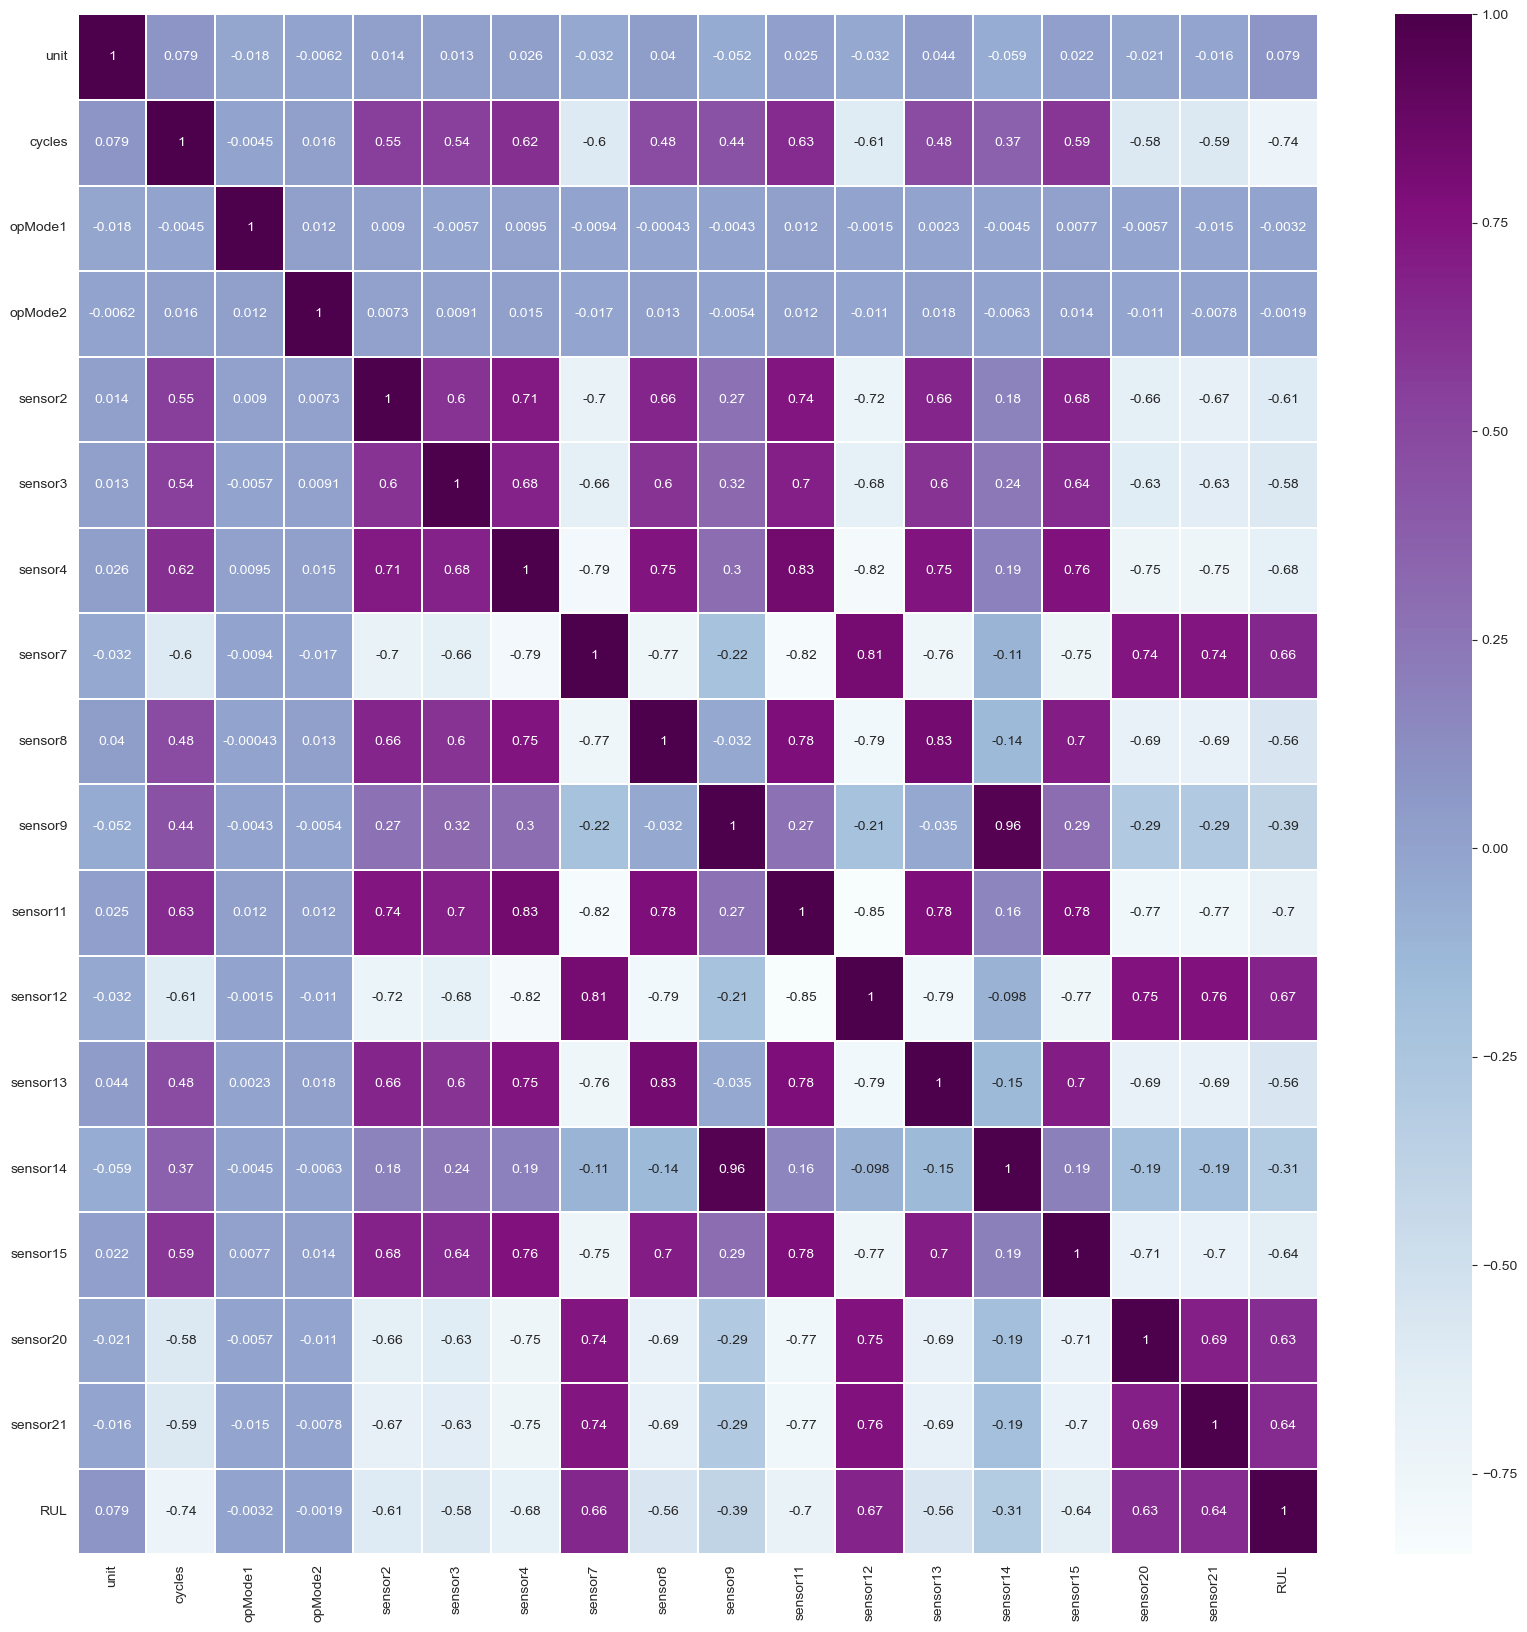 unit 1 0.079 -0.018 -0.0062 0.014 0.013 0.026 -0.032 0.04 -0.052 0.025 -0.032 0.044 -0.059 0.022 -0.021 -0.016 0.079
cycles 0.079 1 -0.0045 0.016 0.55 0.54 0.62 -0.6 0.48 0.44 0.63 -0.61 0.48 0.37 0.59 -0.58 -0.59 -0.74
opMode1 -0.018 -0.0045 1 0.012 0.009 -0.0057 0.0095 -0.0094 -0.00043 -0.0043 0.012 -0.0015 0.0023 -0.0045 0.0077 -0.0057 -0.015 -0.0032
opMode2 -0.0062 0.016 0.012 1 0.0073 0.0091 0.015 -0.017 0.013 -0.0054 0.012 -0.011 0.018 -0.0063 0.014 -0.011 -0.0078 -0.0019
sensor2 0.014 0.55 0.009 0.0073 1 0.6 0.71 -0.7 0.66 0.27 0.74 -0.72 0.66 0.18 0.68 -0.66 -0.67 -0.61
sensor3 0.013 0.54 -0.0057 0.0091 0.6 1 0.68 -0.66 0.6 0.32 0.7 -0.68 0.6 0.24 0.64 -0.63 -0.63 -0.58
sensor4 0.026 0.62 0.0095 0.015 0.71 0.68 1 -0.79 0.75 0.3 0.83 -0.82 0.75 0.19 0.76 -0.75 -0.75 -0.68
sensor7 -0.032 -0.6 -0.0094 -0.017 -0.7 -0.66 -0.79 1 -0.77 -0.22 -0.82 0.81 -0.76 -0.11 -0.75 0.74 0.74 0.66
sensor8 0.04 0.48 -0.00043 0.013 0.66 0.6 0.75 -0.77 1 -0.032 0.78 -0.79 0.83 -0.14 0.7 -0.69 -0.69 -0.56
sensor9 -0.052 0.44 -0.0043 -0.0054 0.27 0.32 0.3 -0.22 -0.032 1 0.27 -0.21 -0.035 0.96 0.29 -0.29 -0.29 -0.39
sensor11 0.025 0.63 0.012 0.012 0.74 0.7 0.83 -0.82 0.78 0.27 1 -0.85 0.78 0.16 0.78 -0.77 -0.77 -0.7
sensor12 -0.032 -0.61 -0.0015 -0.011 -0.72 -0.68 -0.82 0.81 -0.79 -0.21 -0.85 1 -0.79 -0.098 -0.77 0.75 0.76 0.67
sensor13 0.044 0.48 0.0023 0.018 0.66 0.6 0.75 -0.76 0.83 -0.035 0.78 -0.79 1 -0.15 0.7 -0.69 -0.69 -0.56
sensor14 -0.059 0.37 -0.0045 -0.0063 0.18 0.24 0.19 -0.11 -0.14 0.96 0.16 -0.098 -0.15 1 0.19 -0.19 -0.19 -0.31
sensor15 0.022 0.59 0.0077 0.014 0.68 0.64 0.76 -0.75 0.7 0.29 0.78 -0.77 0.7 0.19 1 -0.71 -0.7 -0.64
sensor20 -0.021 -0.58 -0.0057 -0.011 -0.66 -0.63 -0.75 0.74 -0.69 -0.29 -0.77 0.75 -0.69 -0.19 -0.71 1 0.69 0.63
sensor21 -0.016 -0.59 -0.015 -0.0078 -0.67 -0.63 -0.75 0.74 -0.69 -0.29 -0.77 0.76 -0.69 -0.19 -0.7 0.69 1 0.64
RUL 0.079 -0.74 -0.0032 -0.0019 -0.61 -0.58 -0.68 0.66 -0.56 -0.39 -0.7 0.67 -0.56 -0.31 -0.64 0.63 0.64 1
unit cycles opMode1 opMode2 sensor2 sensor3 sensor4 sensor7 sensor8 sensor9 sensor11 sensor12 sensor13 sensor14 sensor15 sensor20 sensor21 RUL
1.00
0.75
0.50
0.25
0.00
−0.25
−0.50
−0.75